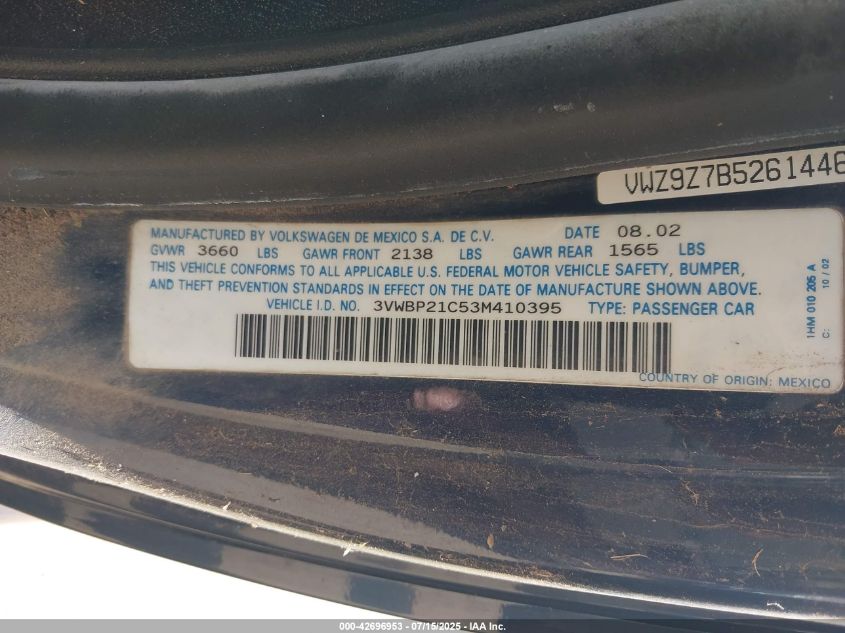 VWZ9Z7B5261446
MANUFACTURED BY VOLKSWAGEN DE MEXICO S.A. DE C.V. DATE 08.02
GVWR 3660 LBS GAWR FRONT 2138 LBS GAWR REAR 1565 LBS
THIS VEHICLE CONFORMS TO ALL APPLICABLE U.S. FEDERAL MOTOR VEHICLE SAFETY, BUMPER,
AND THEFT PREVENTION STANDARDS IN EFFECT ON THE DATE OF MANUFACTURE SHOWN ABOVE.
VEHICLE I.D. NO. 3VWBP21C53M410395 TYPE: PASSENGER CAR
COUNTRY OF ORIGIN: MEXICO
1HM 010 205 A
C: 10/02
000-42696953 - 07/15/2025 - IAA, Inc.